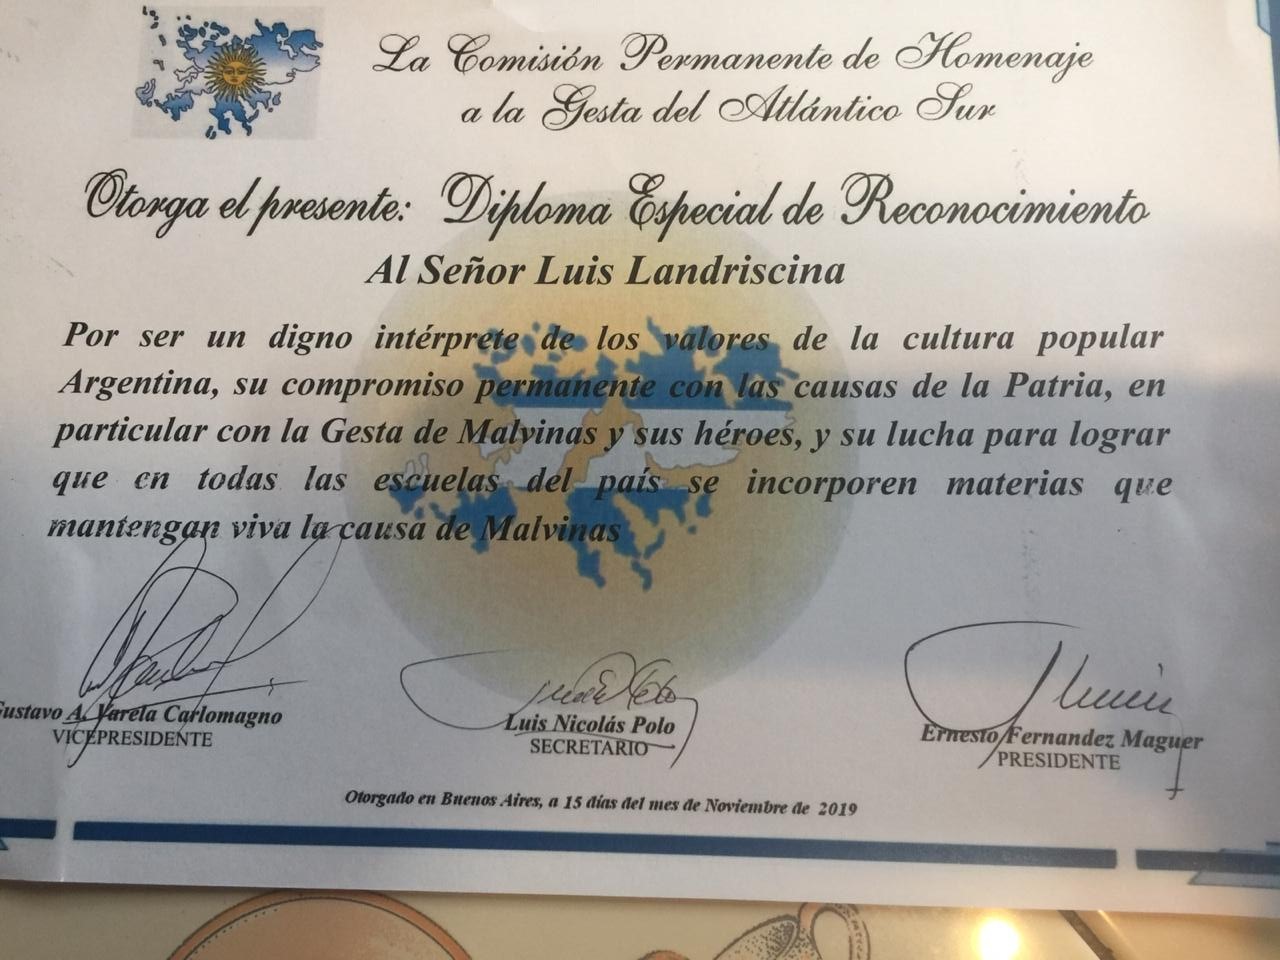 La Comisión Permanente de Homenaje
a la Gesta del Atlántico Sur
Otorga el presente: Diploma Especial de Reconocimiento
Al Señor Luis Landriscina
Por ser un digno intérprete de los valores de la cultura popular
Argentina, su compromiso permanente con las causas de la Patria, en
particular con la Gesta de Malvinas y sus héroes, y su lucha para lograr
que en todas las escuelas del país se incorporen materias que
mantengan viva la causa de Malvinas
Gustavo A. Varela Carlomagno
VICEPRESIDENTE
Luis Nicolás Polo
SECRETARIO
Ernesto Fernandez Maguer
PRESIDENTE
Otorgado en Buenos Aires, a 15 días del mes de Noviembre de 2019